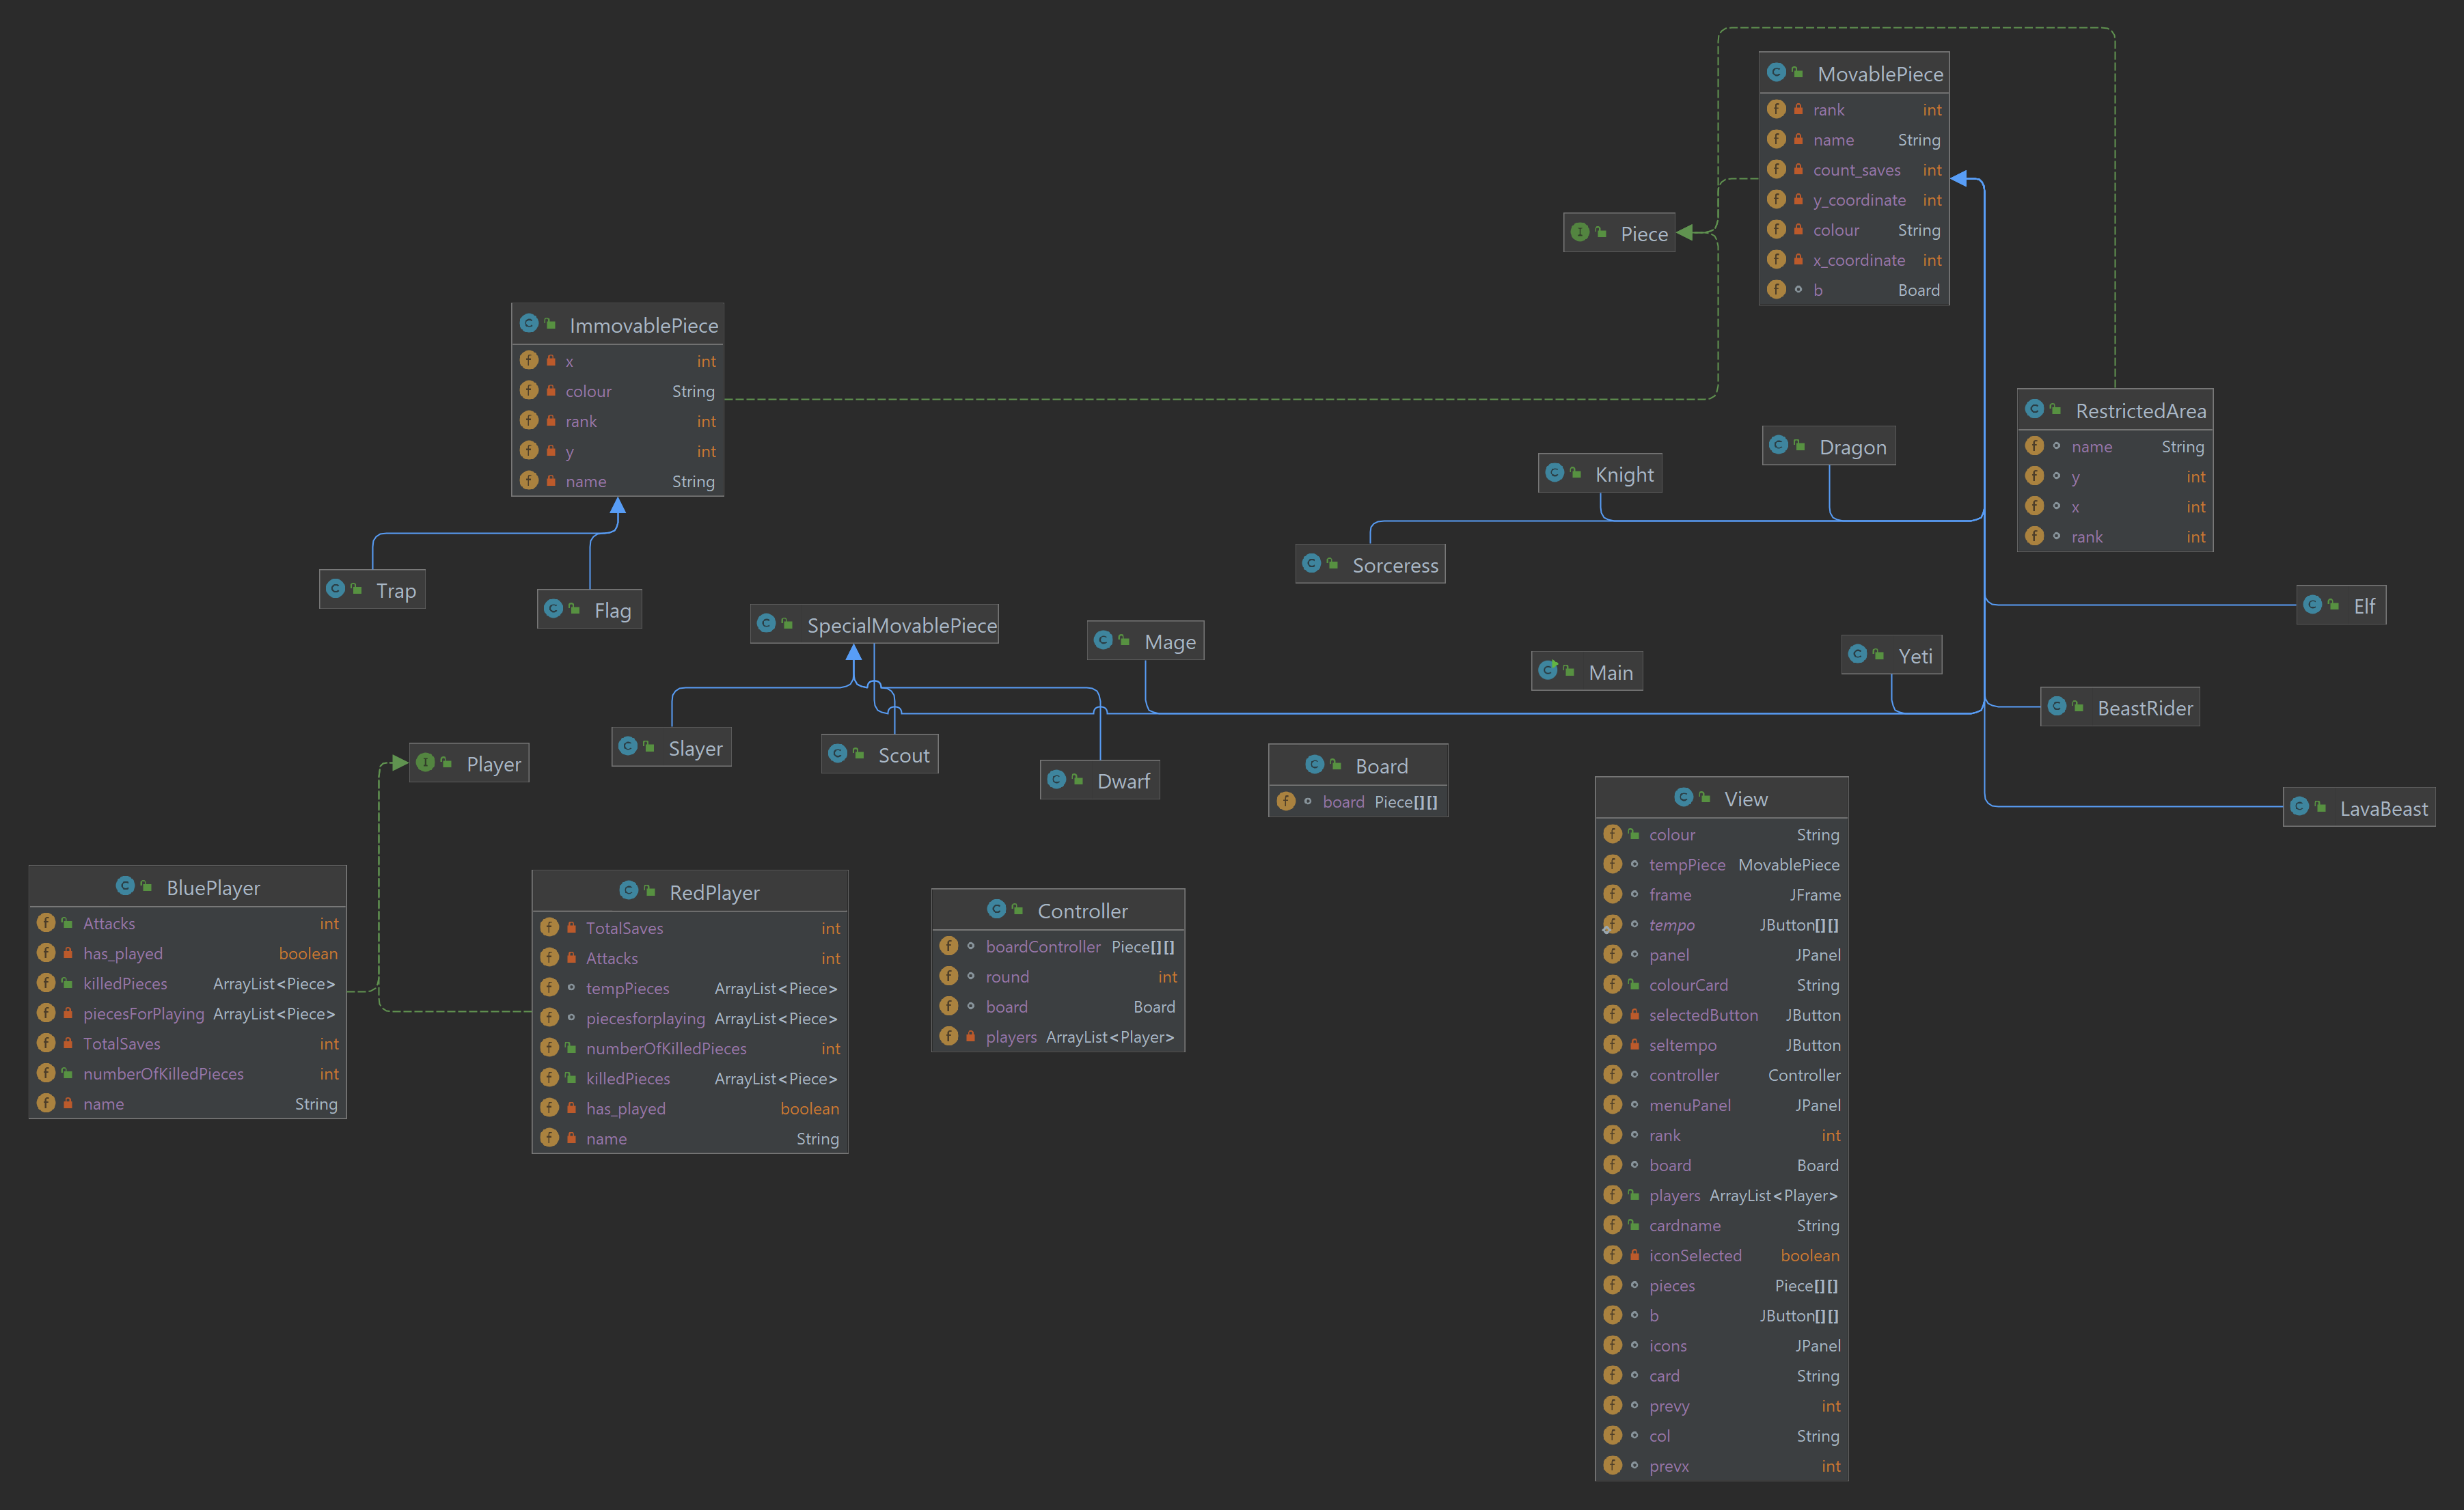 MovablePiece
rank int
name String
count_saves int
y_coordinate int
colour String
x_coordinate int
b Board
Piece
ImmovablePiece
x int
colour String
rank int
y int
name String
RestrictedArea
name String
y int
x int
rank int
Dragon
Knight
Sorceress
Trap
Flag
SpecialMovablePiece
Mage
Main
Yeti
Elf
BeastRider
LavaBeast
Slayer
Scout
Dwarf
Player
Board
board Piece[][]
View
colour String
tempPiece MovablePiece
frame JFrame
tempo JButton[][]
panel JPanel
colourCard String
selectedButton JButton
seltempo JButton
controller Controller
menuPanel JPanel
rank int
board Board
players ArrayList<Player>
cardname String
iconSelected boolean
pieces Piece[][]
b JButton[][]
icons JPanel
card String
prevy int
col String
prevx int
BluePlayer
Attacks int
has_played boolean
killedPieces ArrayList<Piece>
piecesForPlaying ArrayList<Piece>
TotalSaves int
numberOfKilledPieces int
name String
RedPlayer
TotalSaves int
Attacks int
tempPieces ArrayList<Piece>
piecesforplaying ArrayList<Piece>
numberOfKilledPieces int
killedPieces ArrayList<Piece>
has_played boolean
name String
Controller
boardController Piece[][]
round int
board Board
players ArrayList<Player>